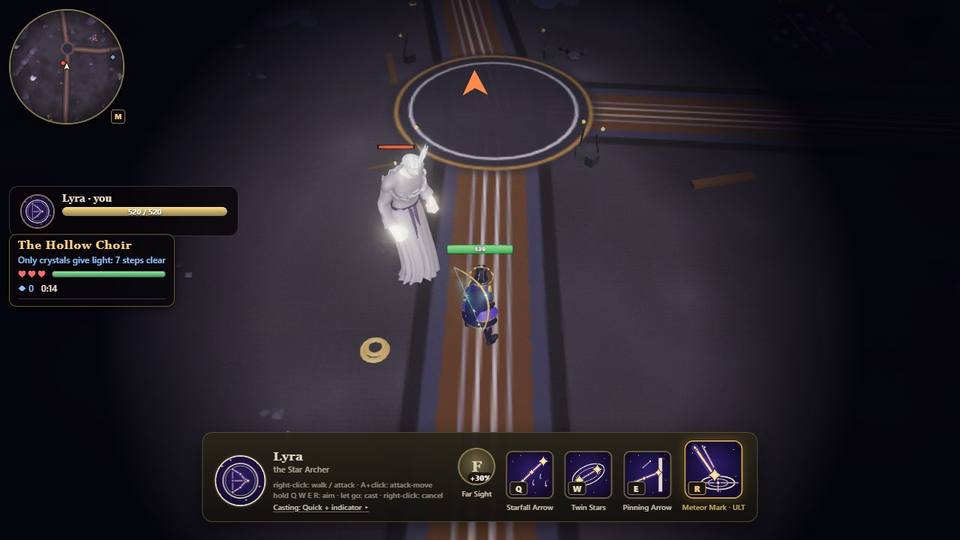 M
Lyra · you
520 / 520
The Hollow Choir
Only crystals give light: 7 steps clear
0 0:14
Lyra
the Star Archer
right-click: walk / attack · A+click: attack-move
hold Q W E R: aim · let go: cast · right-click: cancel
Casting: Quick + indicator
F
+30%
Far Sight
Q
Starfall Arrow
W
Twin Stars
E
Pinning Arrow
R
Meteor Mark · ULT